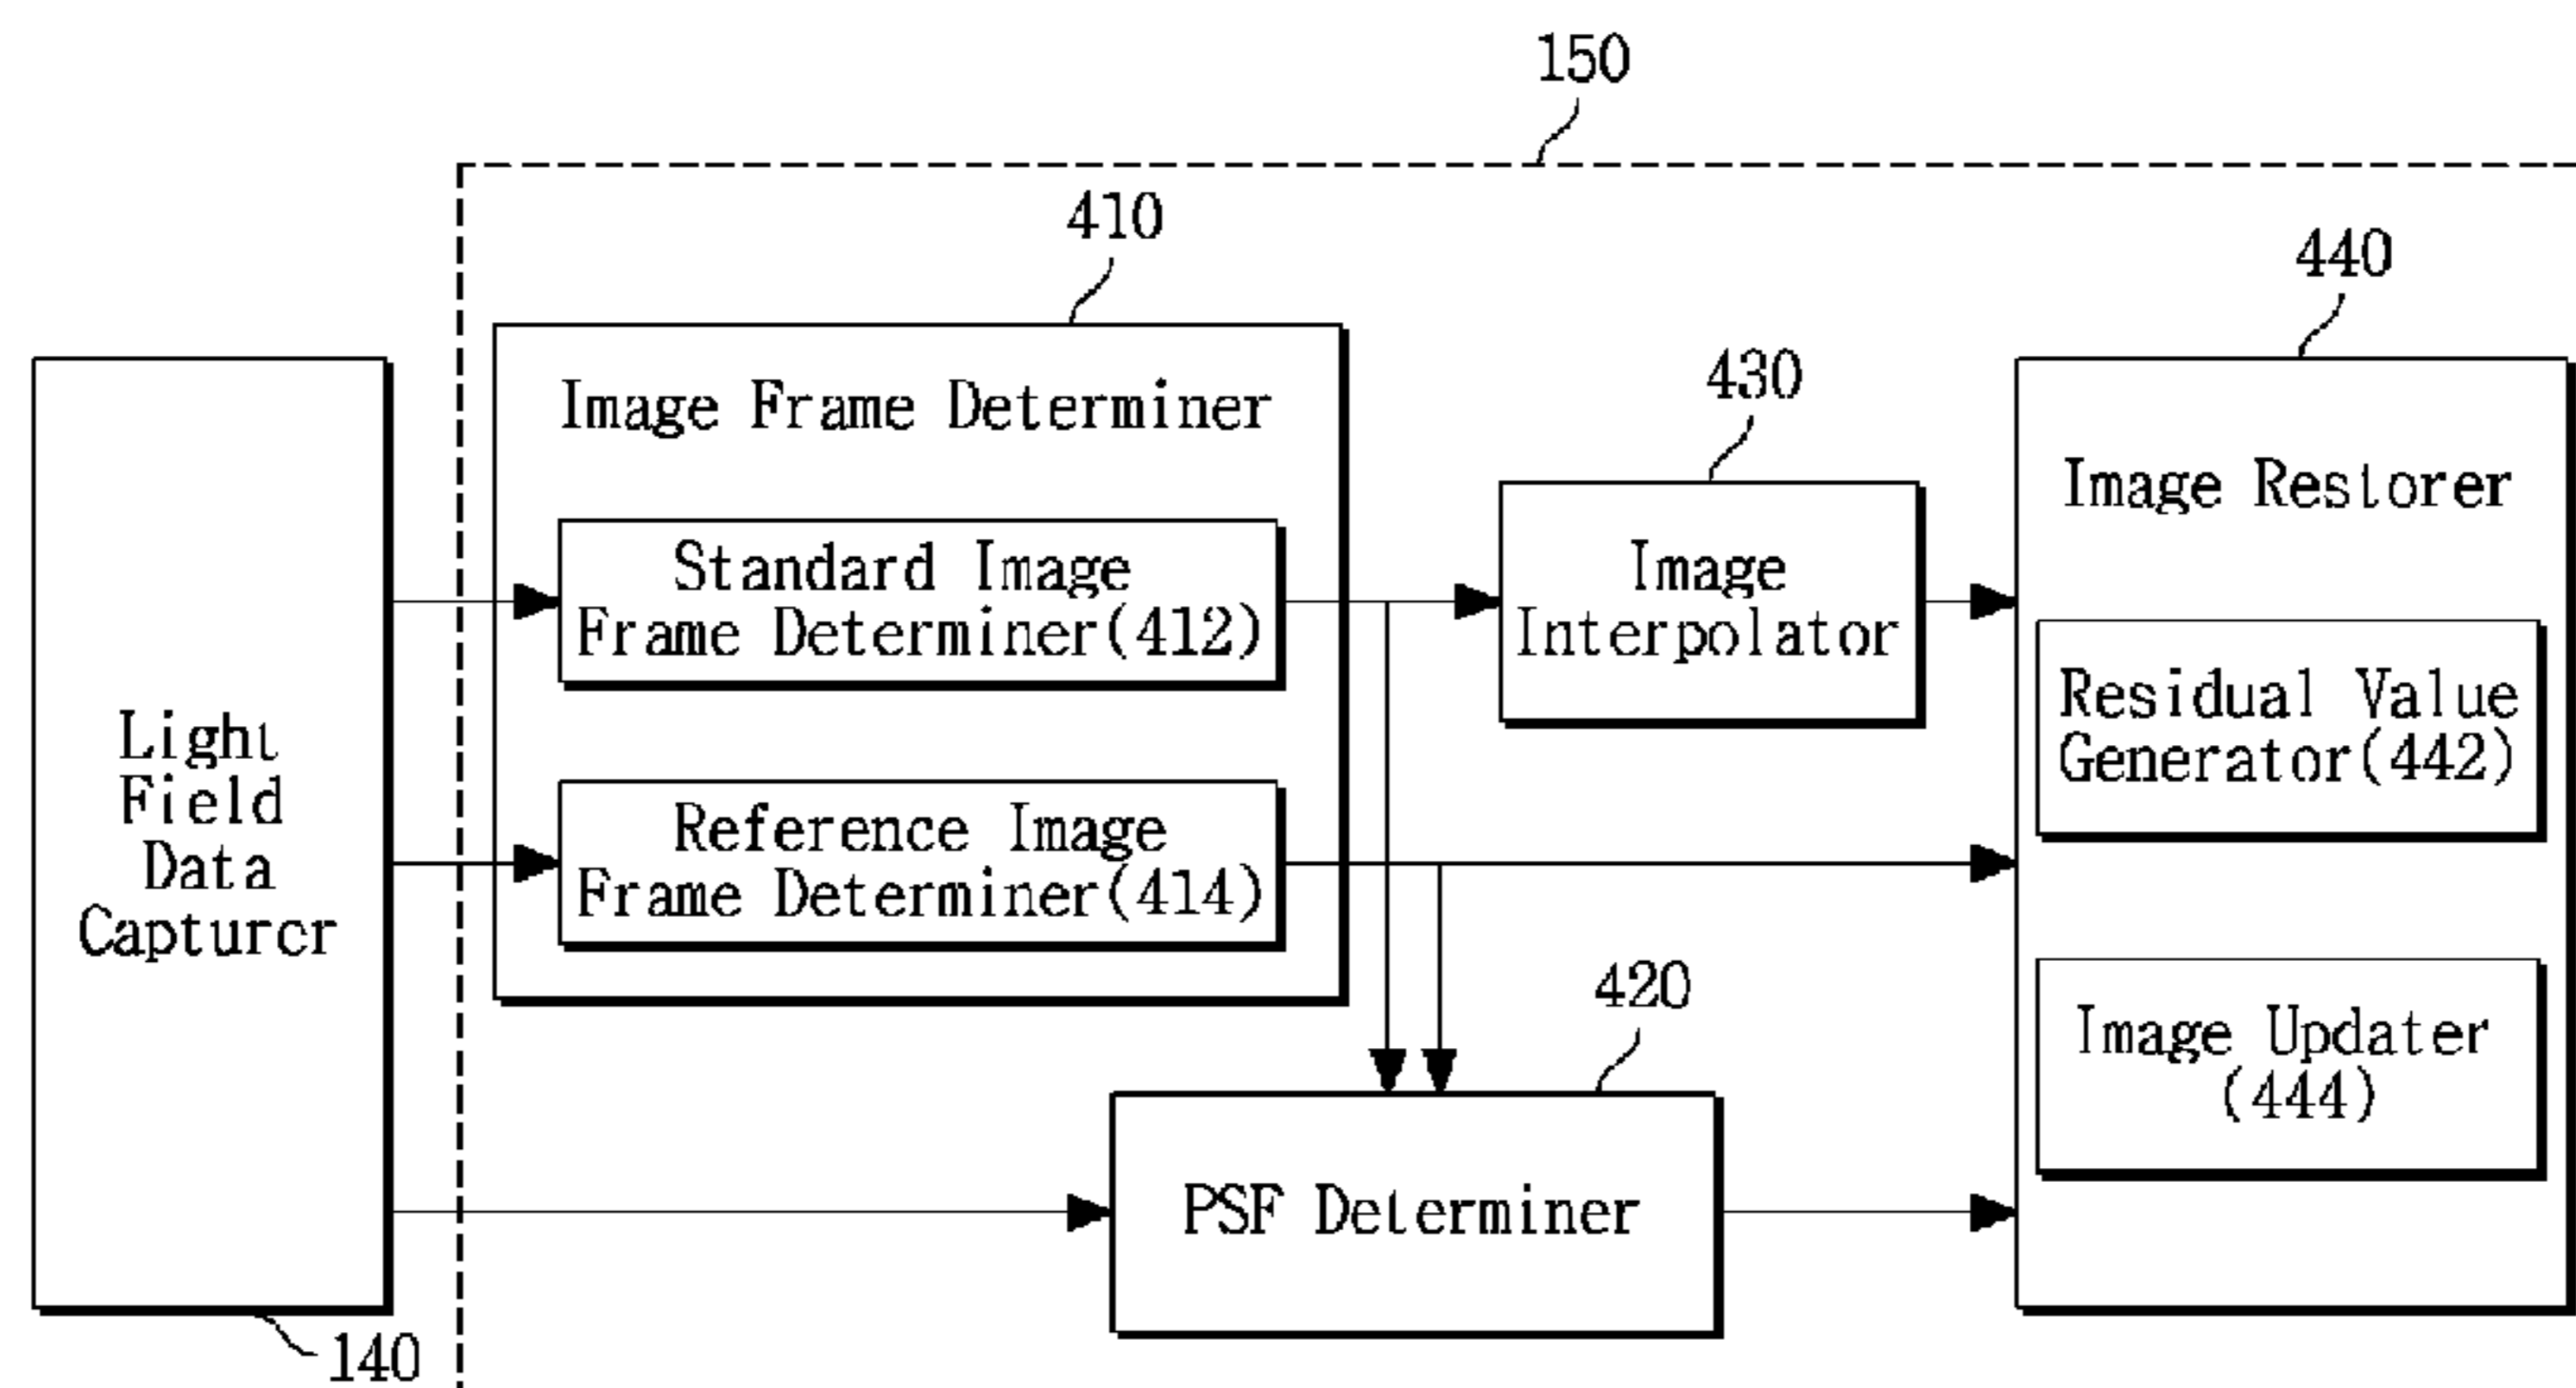 150
410
440
Image Frame Determiner
430
Image Restorer
Standard Image
Frame Determiner(412)
Image
Interpolator
Residual Value
Generator(442)
Light
Field
Data
Capturer
Reference Image
Frame Determiner(414)
420
Image Updater
(444)
PSF Determiner
140